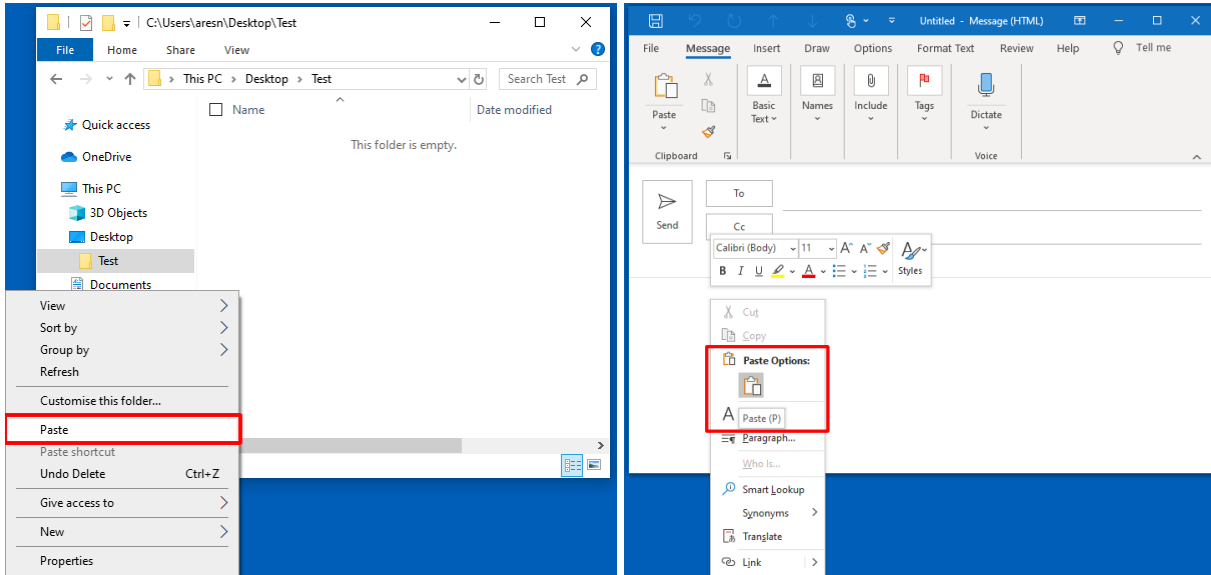 C:\Users\aresn\Desktop\Test
File Home Share View
This PC > Desktop > Test
Search Test
Name
Date modified
This folder is empty.
Quick access
OneDrive
This PC
3D Objects
Desktop
Test
Documents
View
Sort by
Group by
Refresh
Customise this folder...
Paste
Paste shortcut
Undo Delete Ctrl+Z
Give access to
New
Properties
Untitled - Message (HTML)
File Message Insert Draw Options Format Text Review Help Tell me
Paste
Basic Text
Names
Include
Tags
Dictate
Clipboard
Voice
Send
To
Cc
Calibri (Body) 11
B I U A
Styles
Cut
Copy
Paste Options:
A
Paste (P)
Paragraph...
Who Is...
Smart Lookup
Synonyms
Translate
Link